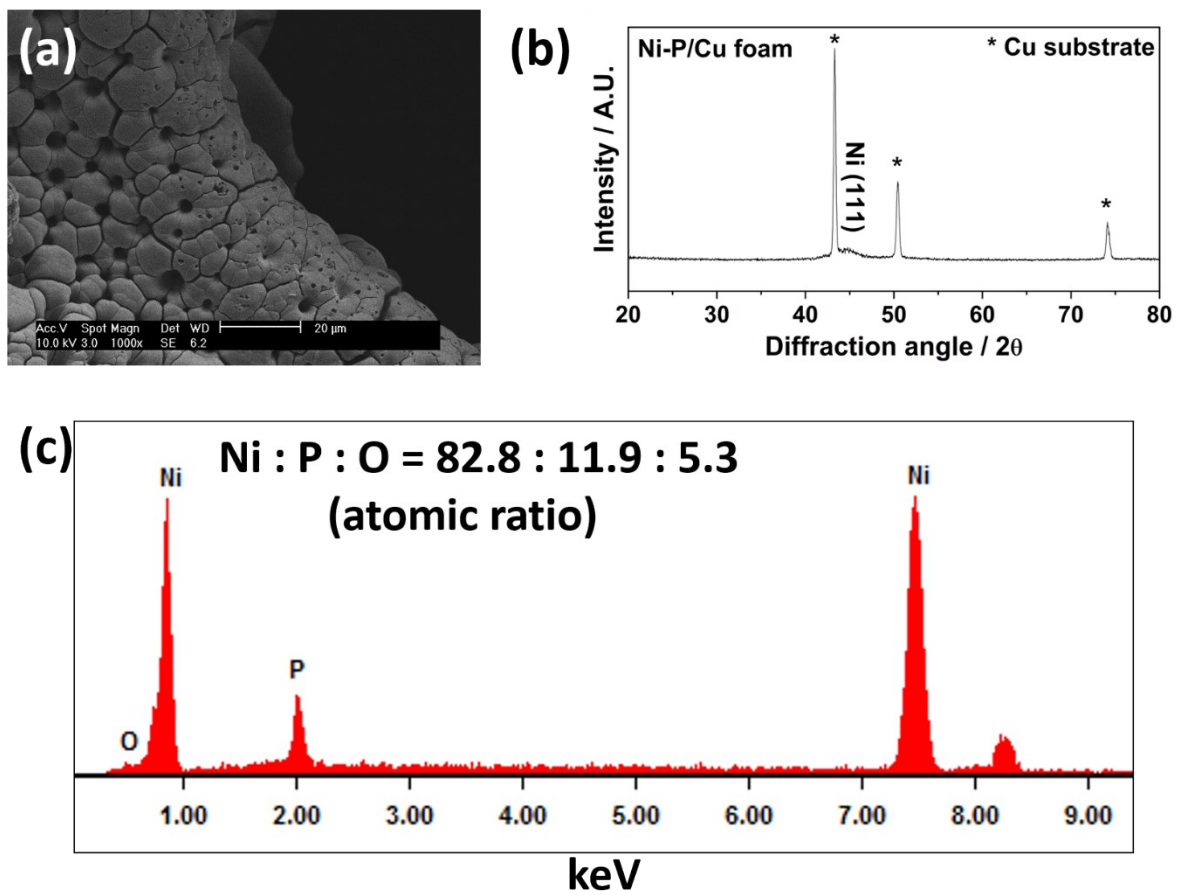 (a)
Acc.V Spot Magn Det WD 20 µm
10.0 kV 3.0 1000x SE 6.2
(b)
Ni-P/Cu foam
* Cu substrate
*
Ni (111)
*
*
Intensity / A.U.
20 30 40 50 60 70 80
Diffraction angle / 2θ
(c)
Ni : P : O = 82.8 : 11.9 : 5.3
(atomic ratio)
Ni
Ni
P
O
1.00 2.00 3.00 4.00 5.00 6.00 7.00 8.00 9.00
keV